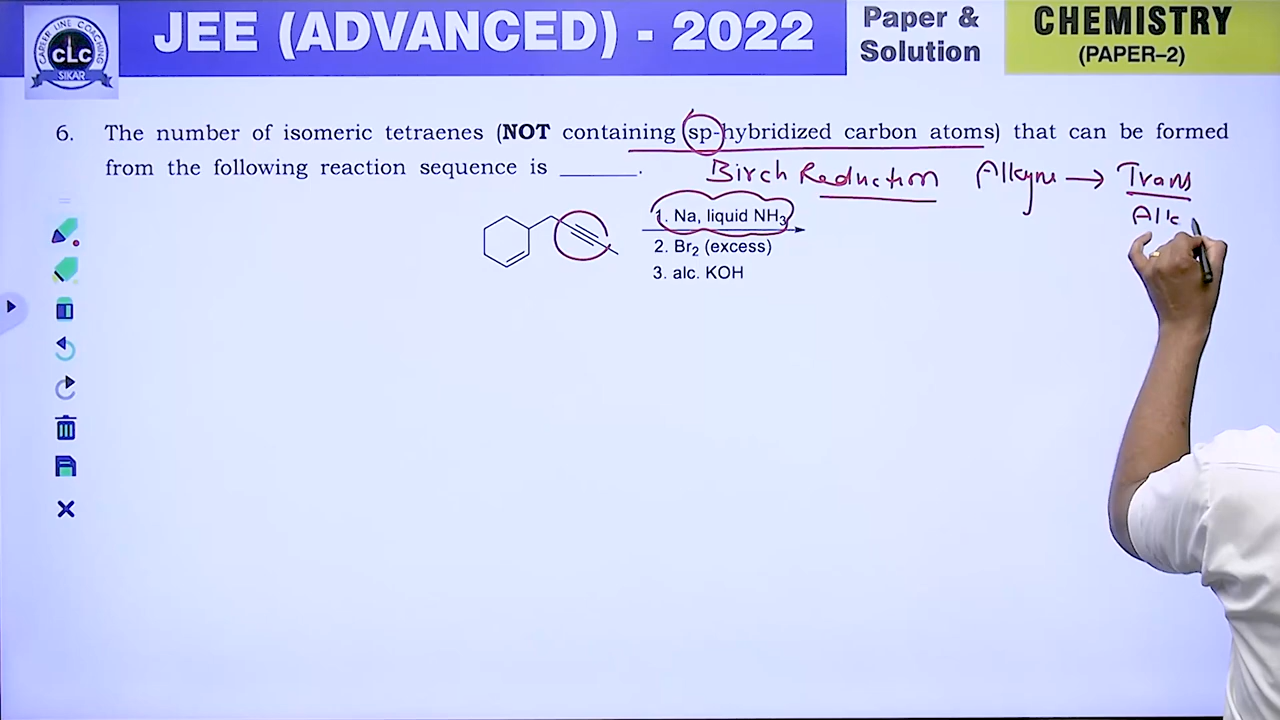 CAREER LINE COACHING
CLC
SIKAR
JEE (ADVANCED) - 2022
Paper &
Solution
CHEMISTRY
(PAPER–2)
6. The number of isomeric tetraenes (NOT containing sp-hybridized carbon atoms) that can be formed
from the following reaction sequence is ______.
Birch Reduction Alkyne → Trans
Alk
1. Na, liquid NH3
2. Br2 (excess)
3. alc. KOH